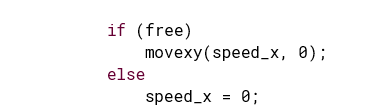 if (free)
    movexy(speed_x, 0);
else
    speed_x = 0;